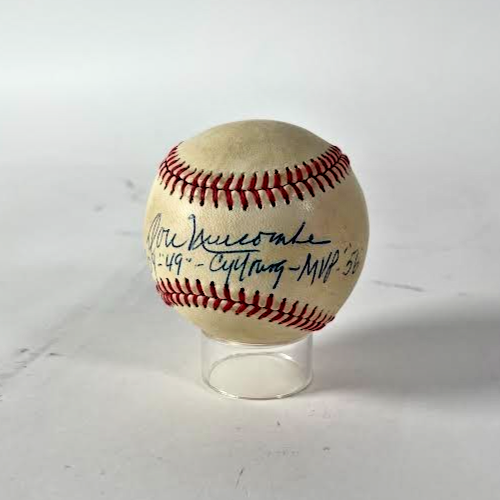 Don Newcombe
"49" - Cy Young - MVP - "56